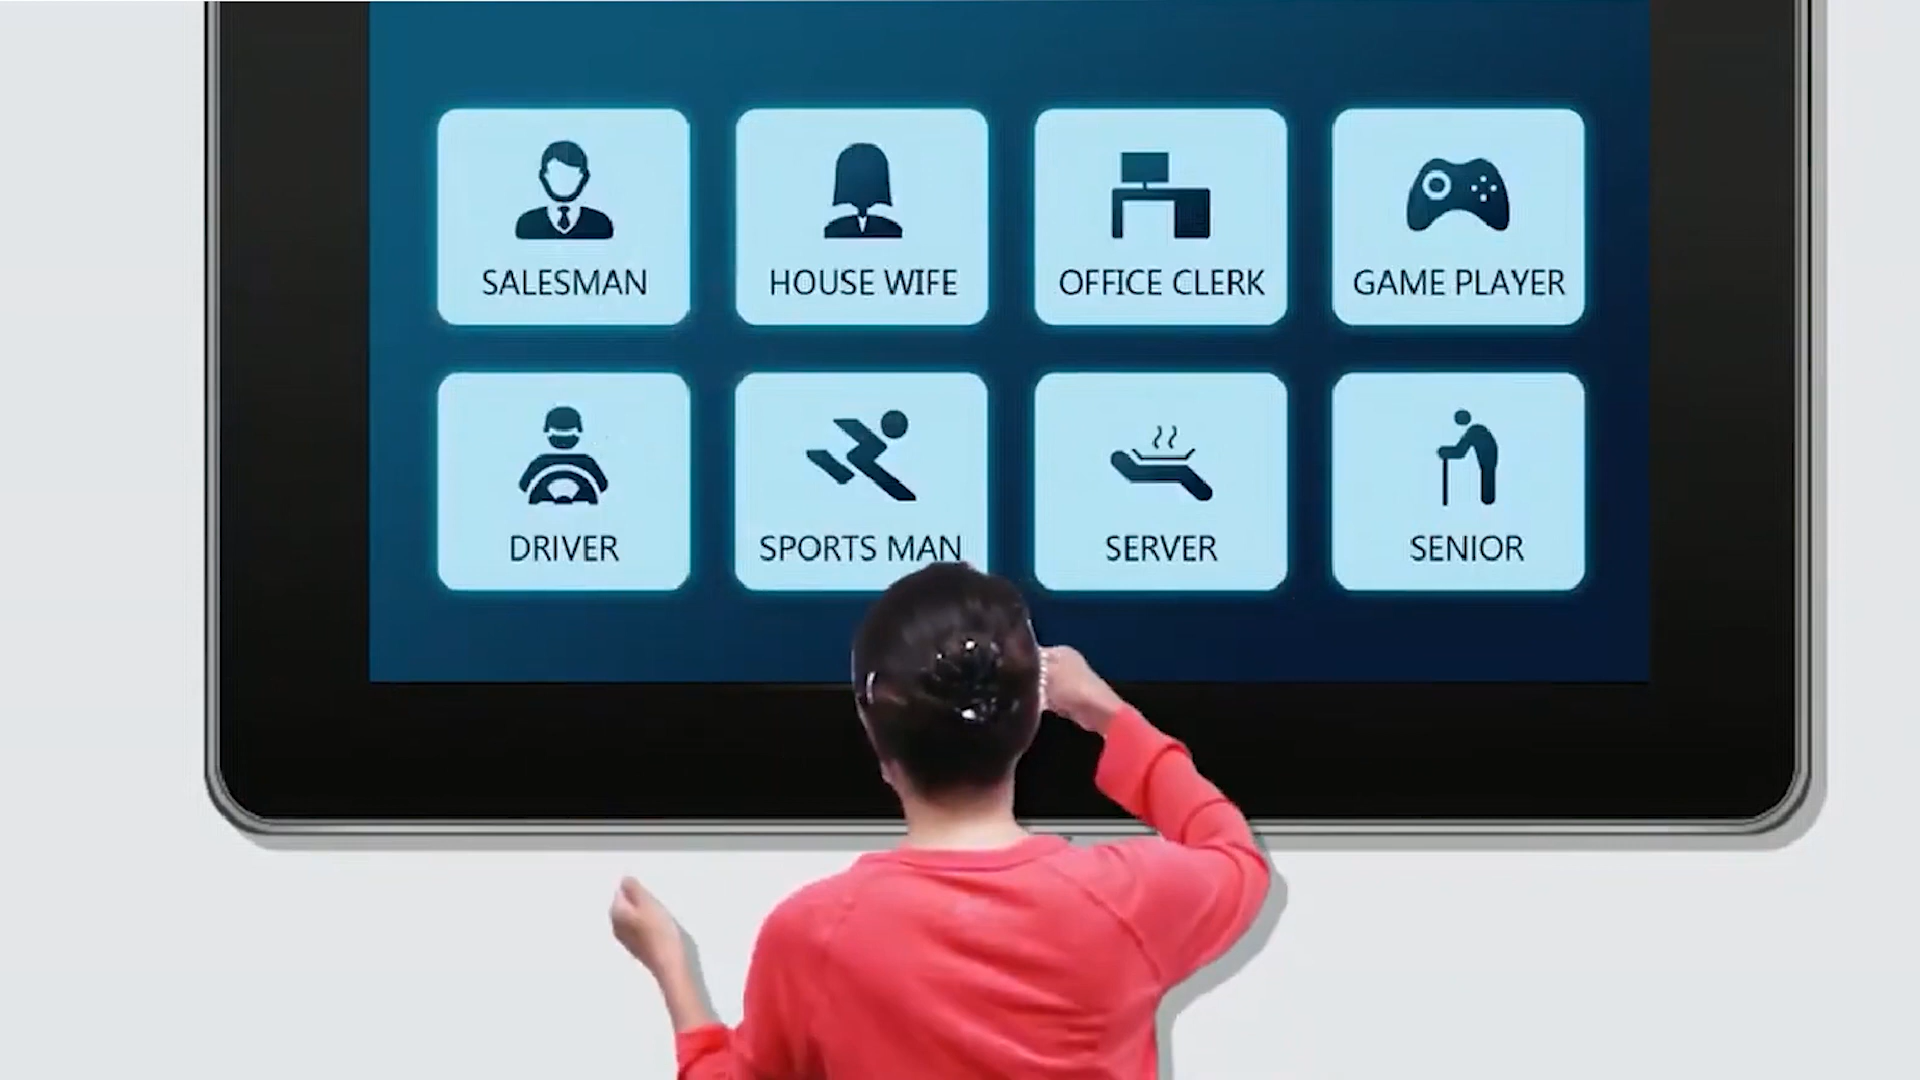 SALESMAN
HOUSE WIFE
OFFICE CLERK
GAME PLAYER
DRIVER
SPORTS MAN
SERVER
SENIOR